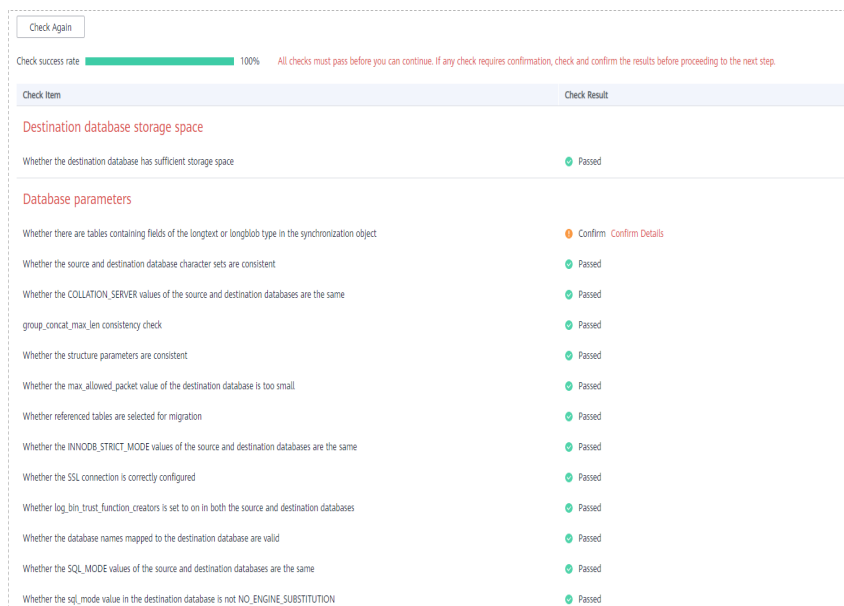 Check Again
Check success rate 100% All checks must pass before you can continue. If any check requires confirmation, check and confirm the results before proceeding to the next step.
Check Item Check Result
Destination database storage space
Whether the destination database has sufficient storage space Passed
Database parameters
Whether there are tables containing fields of the longtext or longblob type in the synchronization object Confirm Confirm Details
Whether the source and destination database character sets are consistent Passed
Whether the COLLATION_SERVER values of the source and destination databases are the same Passed
group_concat_max_len consistency check Passed
Whether the structure parameters are consistent Passed
Whether the max_allowed_packet value of the destination database is too small Passed
Whether referenced tables are selected for migration Passed
Whether the INNODB_STRICT_MODE values of the source and destination databases are the same Passed
Whether the SSL connection is correctly configured Passed
Whether log_bin_trust_function_creators is set to on in both the source and destination databases Passed
Whether the database names mapped to the destination database are valid Passed
Whether the SQL_MODE values of the source and destination databases are the same Passed
Whether the sql_mode value in the destination database is not NO_ENGINE_SUBSTITUTION Passed